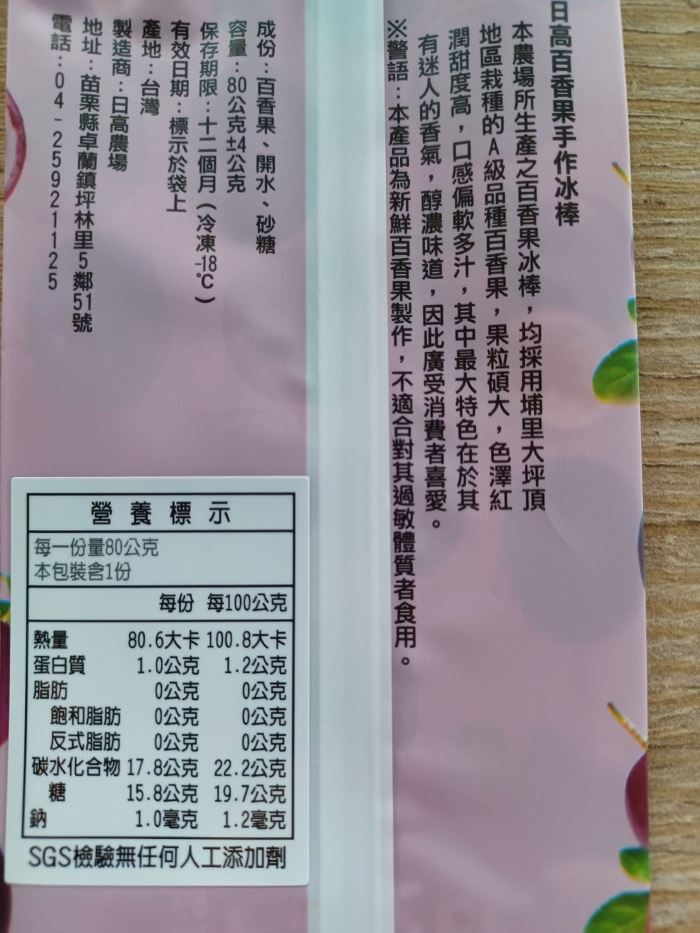 日高百香果手作冰棒
本農場所生產之百香果冰棒，均採用埔里大坪頂
地區栽種的A級品種百香果，果粒碩大，色澤紅
潤甜度高，口感偏軟多汁，其中最大特色在於其
有迷人的香氣，醇濃味道，因此廣受消費者喜愛。
※警語：本產品為新鮮百香果製作，不適合對其過敏體質者食用。
成份：百香果、開水、砂糖
容量：80公克±4公克
保存期限：十二個月（冷凍-18℃）
有效日期：標示於袋上
產地：台灣
製造商：日高農場
地址：苗栗縣卓蘭鎮坪林里5鄰51號
電話：04-25921125
營養標示
每一份量80公克
本包裝含1份
每份 每100公克
熱量 80.6大卡 100.8大卡
蛋白質 1.0公克 1.2公克
脂肪 0公克 0公克
飽和脂肪 0公克 0公克
反式脂肪 0公克 0公克
碳水化合物 17.8公克 22.2公克
糖 15.8公克 19.7公克
鈉 1.0毫克 1.2毫克
SGS檢驗無任何人工添加劑